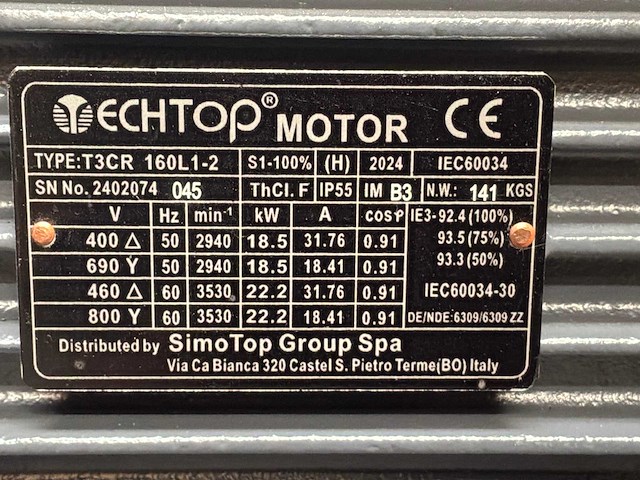 TECHTOP® MOTOR CE
TYPE:T3CR 160L1-2 S1-100% (H) 2024 IEC60034
SN No. 2402074 045 ThCl. F IP55 IM B3 N.W.: 141 KGS
V Hz min-1 kW A cosφ IE3-92.4 (100%)
400 Δ 50 2940 18.5 31.76 0.91 93.5 (75%)
690 Y 50 2940 18.5 18.41 0.91 93.3 (50%)
460 Δ 60 3530 22.2 31.76 0.91 IEC60034-30
800 Y 60 3530 22.2 18.41 0.91 DE/NDE:6309/6309 ZZ
Distributed by SimoTop Group Spa
Via Ca Bianca 320 Castel S. Pietro Terme(BO) Italy